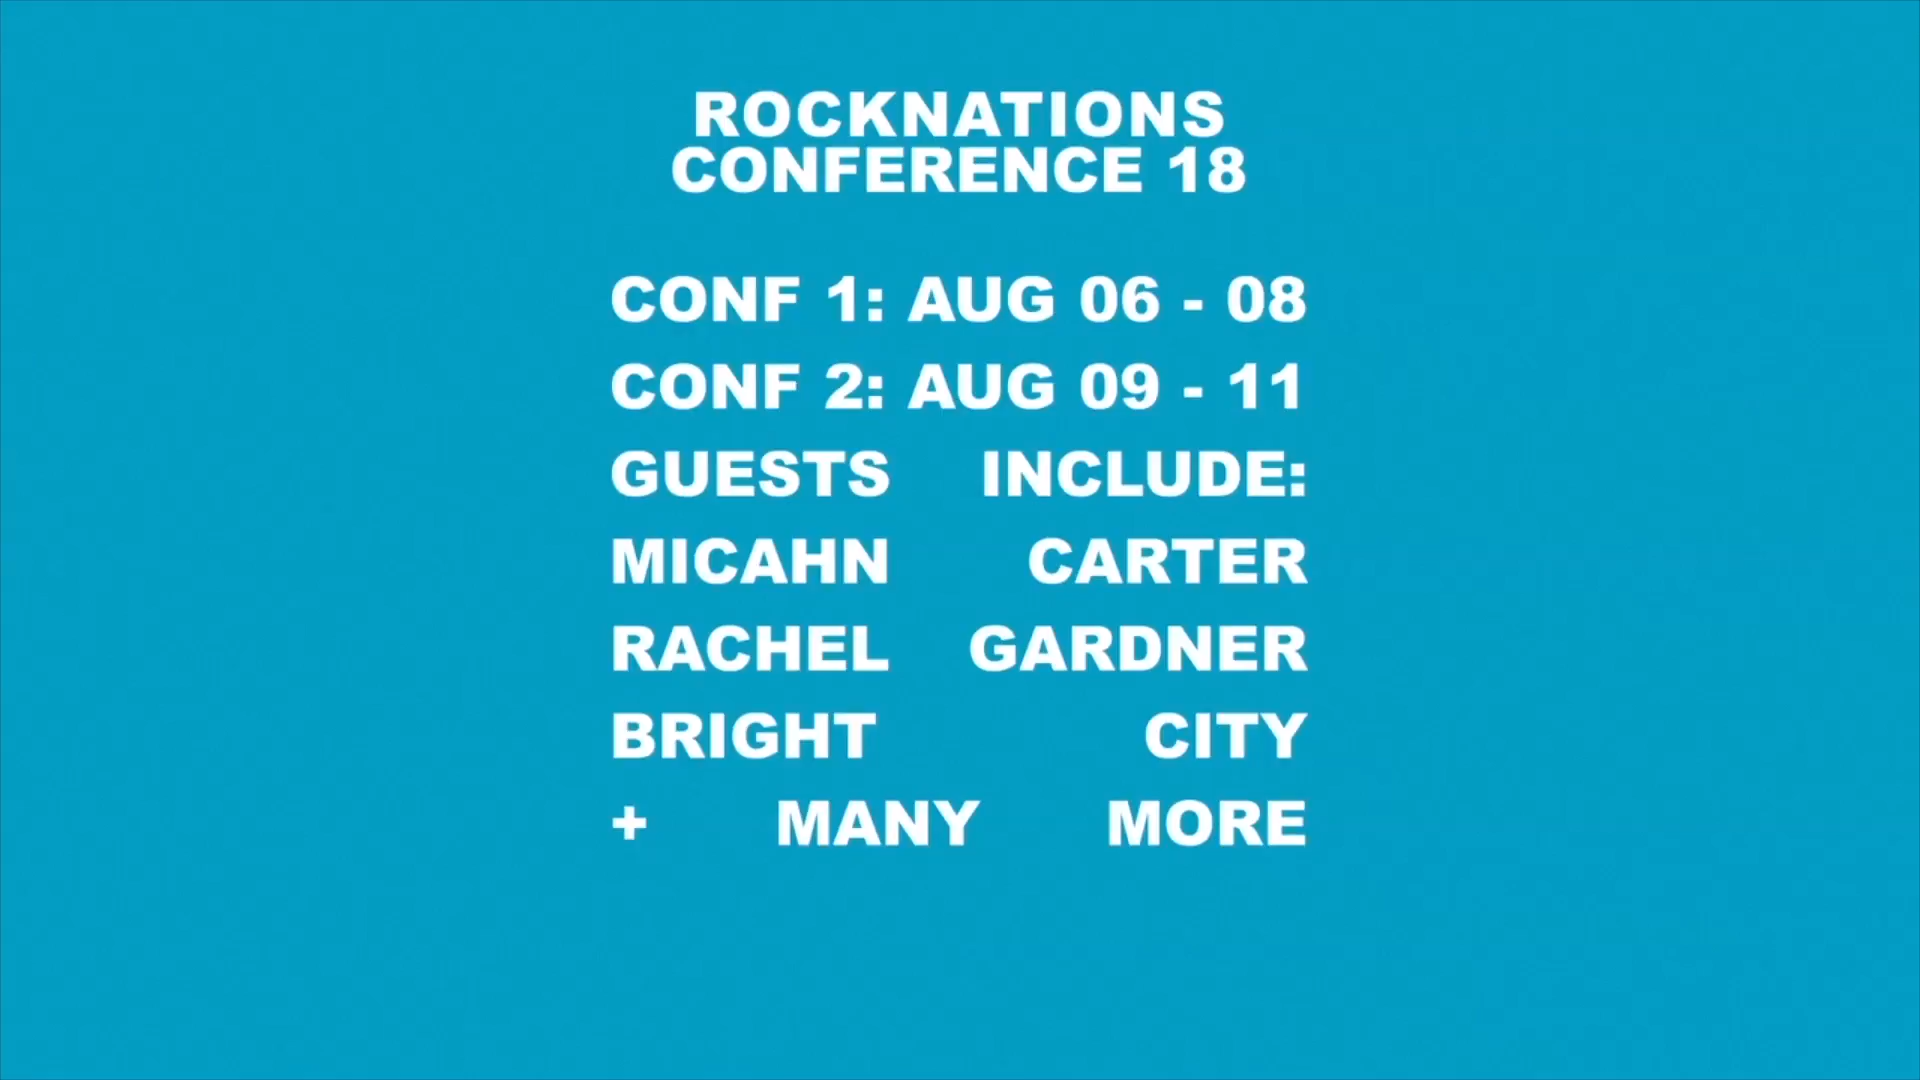 ROCKNATIONS
CONFERENCE 18
CONF 1: AUG 06 - 08
CONF 2: AUG 09 - 11
GUESTS INCLUDE:
MICAHN CARTER
RACHEL GARDNER
BRIGHT CITY
+ MANY MORE